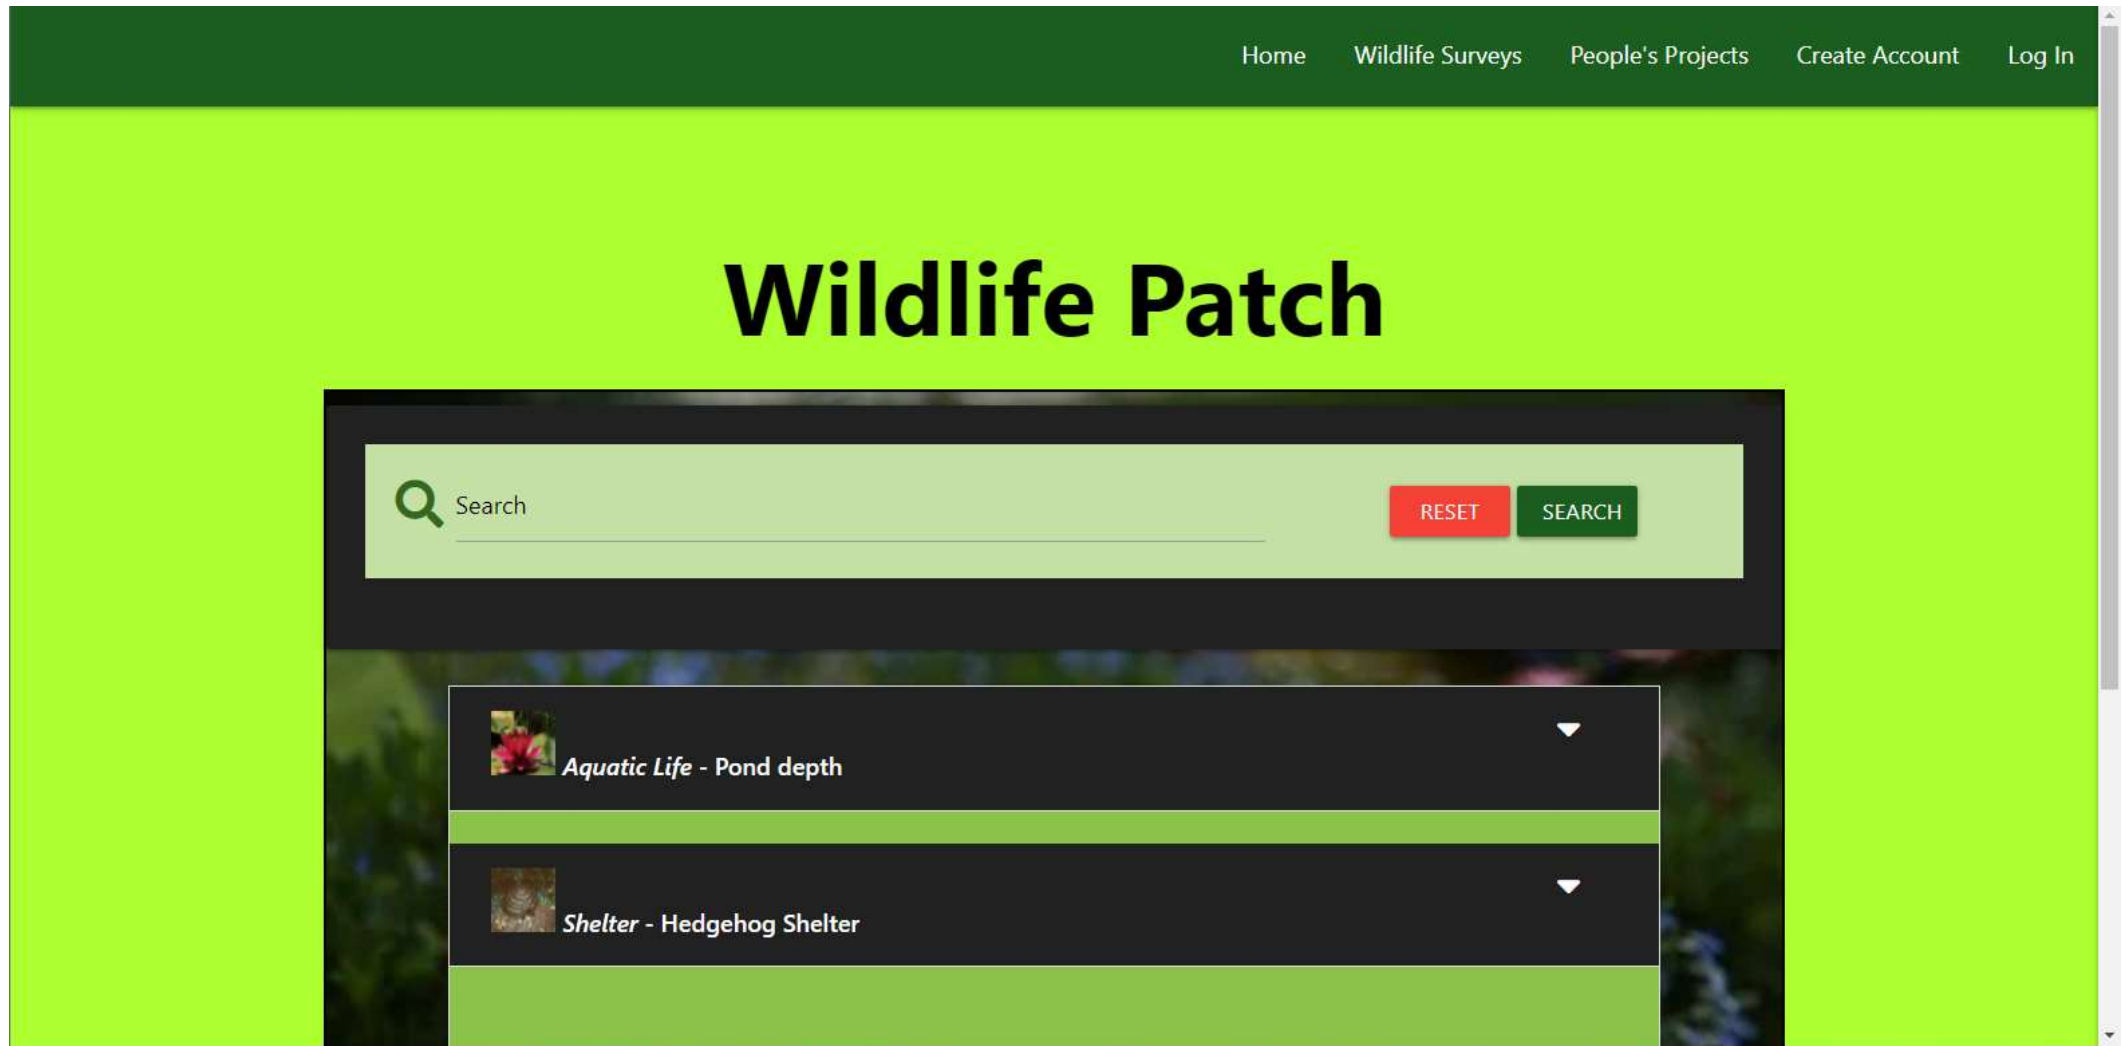 Home Wildlife Surveys People's Projects Create Account Log In
Wildlife Patch
Search RESET SEARCH
Aquatic Life - Pond depth
Shelter - Hedgehog Shelter